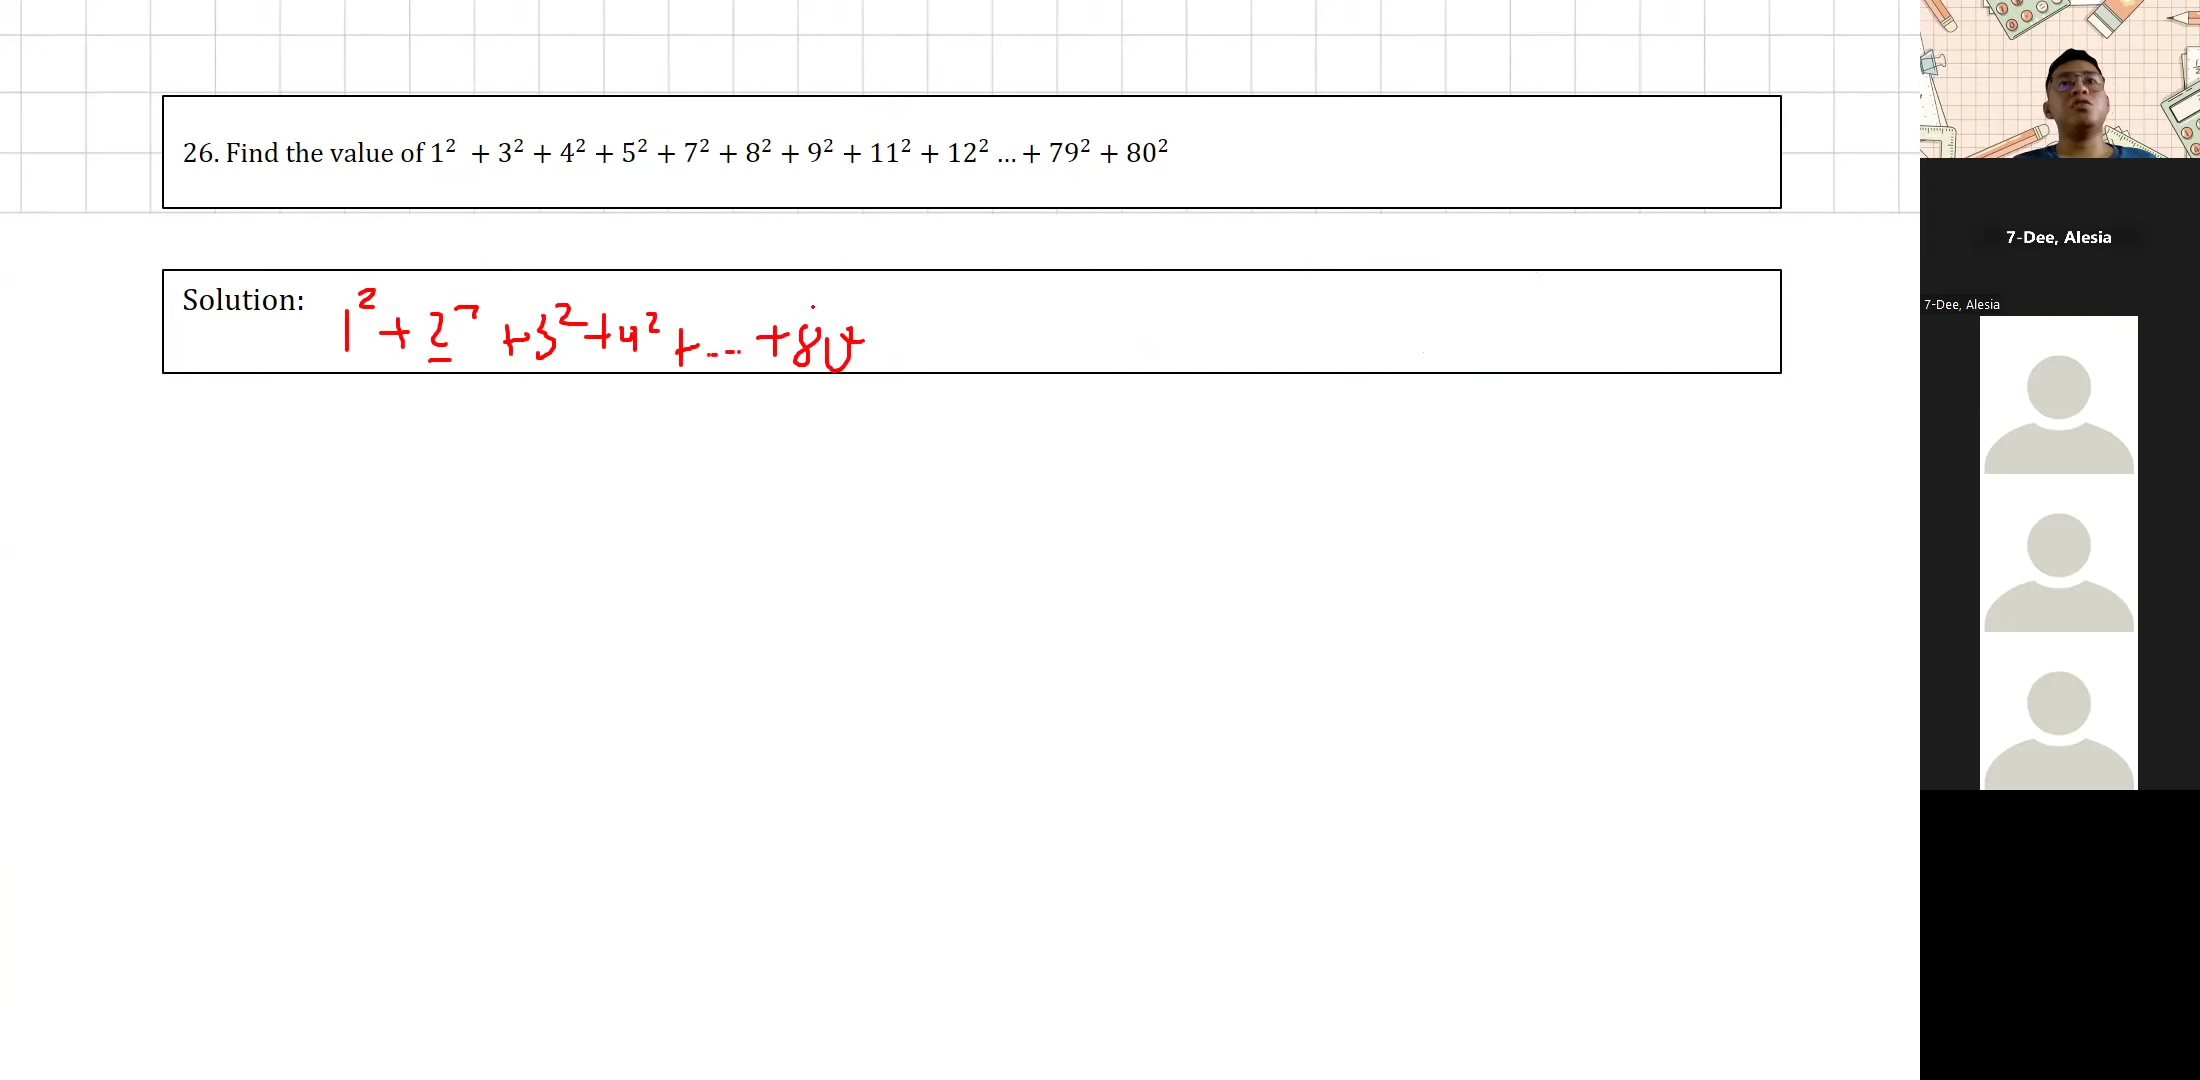 26. Find the value of 1² + 3² + 4² + 5² + 7² + 8² + 9² + 11² + 12² ... + 79² + 80²
Solution: 1² + 2² + 3² + 4² + .... + 80²
7-Dee, Alesia
7-Dee, Alesia